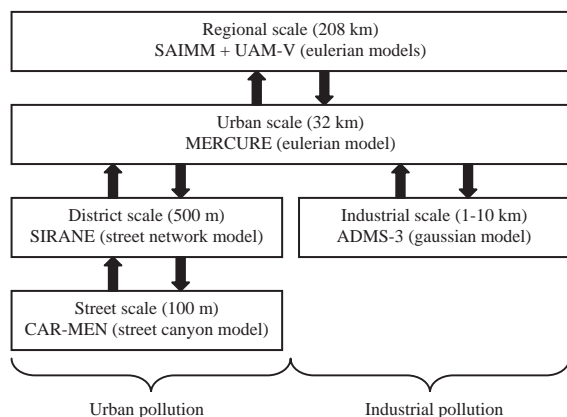 Regional scale (208 km)
SAIMM + UAM-V (eulerian models)
Urban scale (32 km)
MERCURE (eulerian model)
District scale (500 m)
SIRANE (street network model)
Industrial scale (1-10 km)
ADMS-3 (gaussian model)
Street scale (100 m)
CAR-MEN (street canyon model)
Urban pollution
Industrial pollution